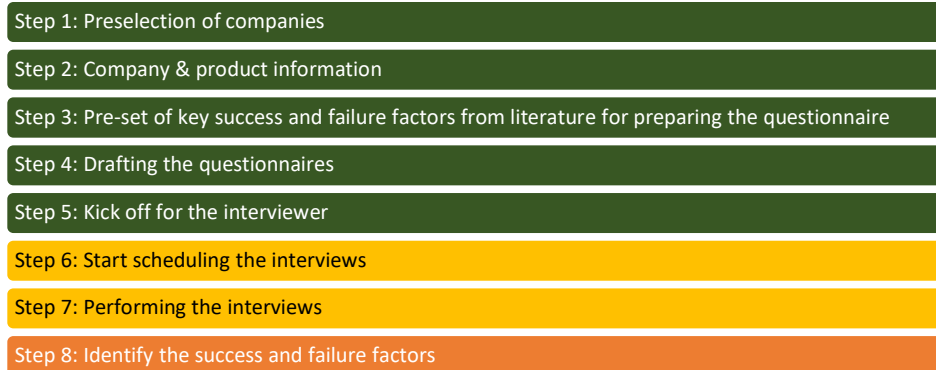 Step 1: Preselection of companies
Step 2: Company & product information
Step 3: Pre-set of key success and failure factors from literature for preparing the questionnaire
Step 4: Drafting the questionnaires
Step 5: Kick off for the interviewer
Step 6: Start scheduling the interviews
Step 7: Performing the interviews
Step 8: Identify the success and failure factors